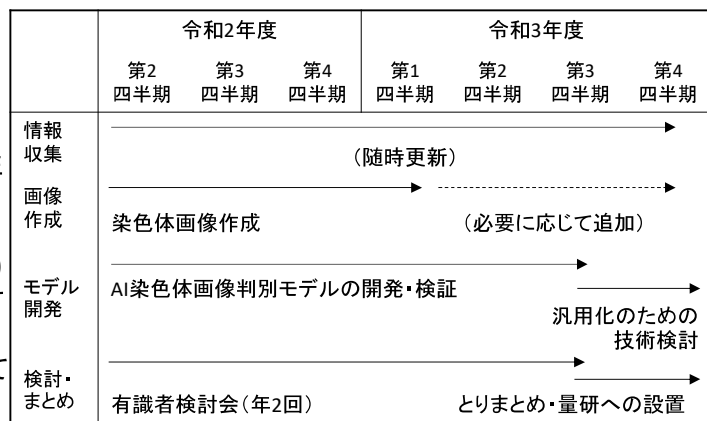 令和2年度 令和3年度
第2 第3 第4 第1 第2 第3 第4
四半期 四半期 四半期 四半期 四半期 四半期 四半期
情報
収集
(随時更新)
画像
作成
染色体画像作成 (必要に応じて追加)
モデル
開発
AI染色体画像判別モデルの開発・検証
汎用化のための
技術検討
検討・
まとめ
有識者検討会(年2回) とりまとめ・量研への設置